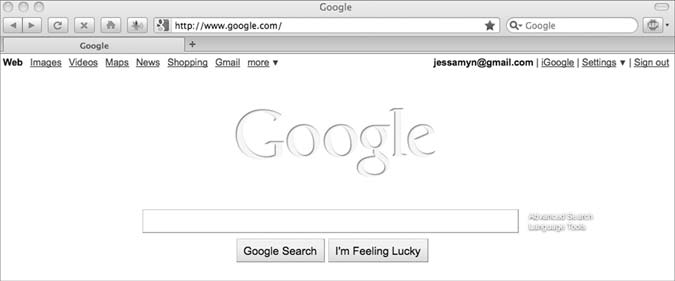 Google
http://www.google.com/
Google
Google
Web Images Videos Maps News Shopping Gmail more ▼
jessamyn@gmail.com | iGoogle | Settings ▼ | Sign out
Google
Advanced Search
Language Tools
Google Search
I'm Feeling Lucky